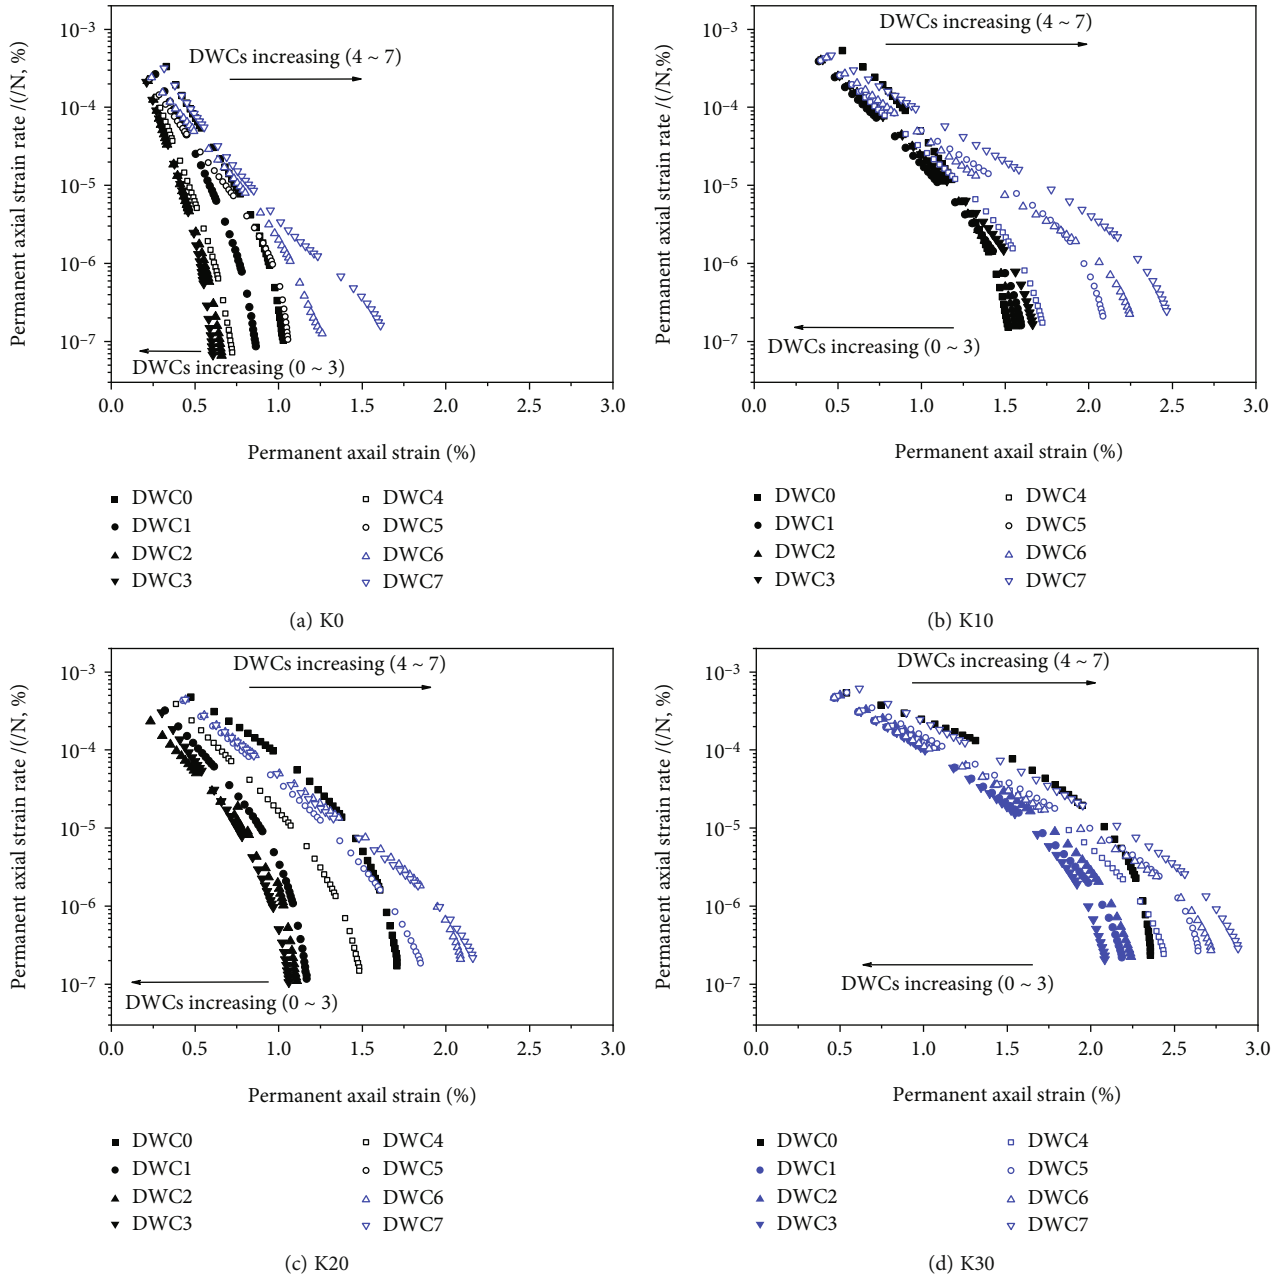 DWCs increasing (4 ~ 7)
DWCs increasing (0 ~ 3)
Permanent axial strain rate /((/N, %)
10⁻³
10⁻⁴
10⁻⁵
10⁻⁶
10⁻⁷
0.0 0.5 1.0 1.5 2.0 2.5 3.0
Permanent axail strain (%)
DWC0 DWC4
DWC1 DWC5
DWC2 DWC6
DWC3 DWC7
(a) K0
DWCs increasing (4 ~ 7)
DWCs increasing (0 ~ 3)
Permanent axial strain rate /((/N,%)
10⁻³
10⁻⁴
10⁻⁵
10⁻⁶
10⁻⁷
0.0 0.5 1.0 1.5 2.0 2.5 3.0
Permanent axail strain (%)
DWC0 DWC4
DWC1 DWC5
DWC2 DWC6
DWC3 DWC7
(b) K10
DWCs increasing (4 ~ 7)
DWCs increasing (0 ~ 3)
Permanent axial strain rate /((/N, %)
10⁻³
10⁻⁴
10⁻⁵
10⁻⁶
10⁻⁷
0.0 0.5 1.0 1.5 2.0 2.5 3.0
Permanent axail strain (%)
DWC0 DWC4
DWC1 DWC5
DWC2 DWC6
DWC3 DWC7
(c) K20
DWCs increasing (4 ~ 7)
DWCs increasing (0 ~ 3)
Permanent axial strain rate /((/N, %)
10⁻³
10⁻⁴
10⁻⁵
10⁻⁶
10⁻⁷
0.0 0.5 1.0 1.5 2.0 2.5 3.0
Permanent axail strain (%)
DWC0 DWC4
DWC1 DWC5
DWC2 DWC6
DWC3 DWC7
(d) K30